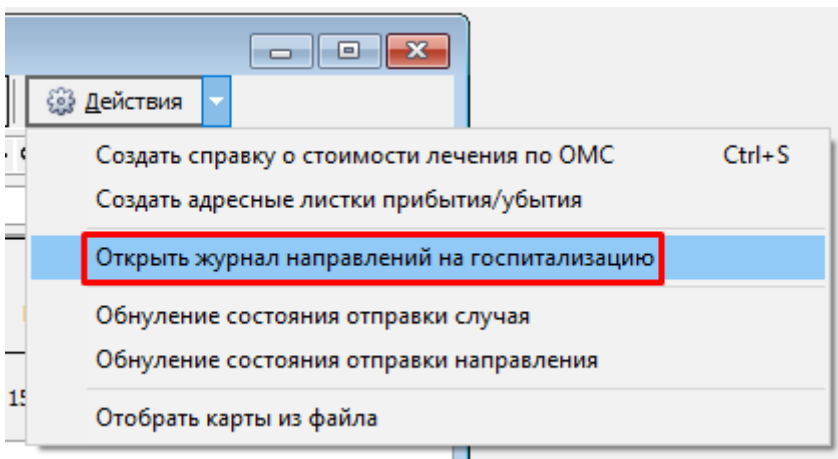 Действия
Создать справку о стоимости лечения по ОМС Ctrl+S
Создать адресные листки прибытия/убытия
Открыть журнал направлений на госпитализацию
Обнуление состояния отправки случая
Обнуление состояния отправки направления
15
Отобрать карты из файла